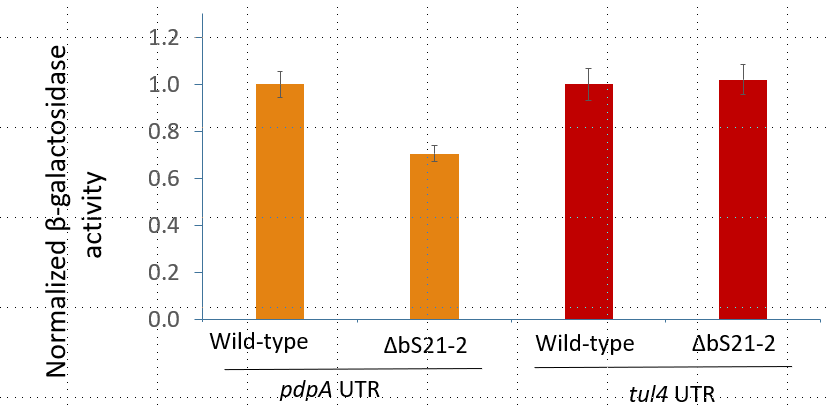 Normalized β-galactosidase
activity
1.2
1.0
0.8
0.6
0.4
0.2
0.0
Wild-type ΔbS21-2 Wild-type ΔbS21-2
pdpA UTR tul4 UTR